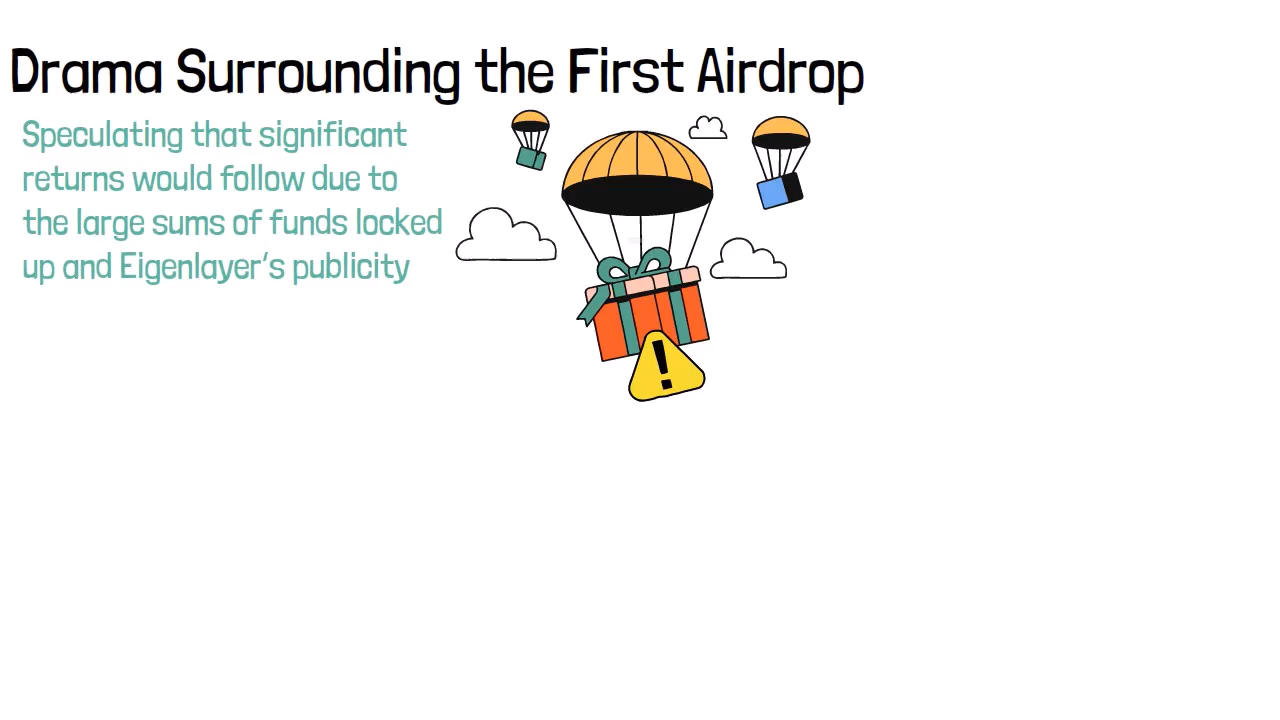 Drama Surrounding the First Airdrop
Speculating that significant
returns would follow due to
the large sums of funds locked
up and Eigenlayer's publicity
!